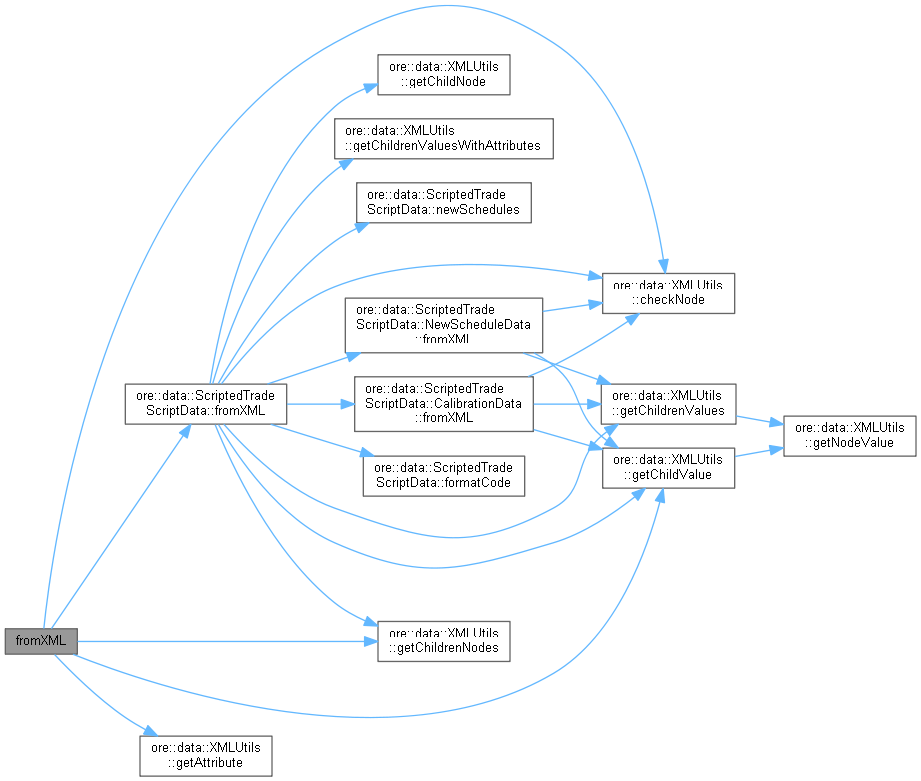 ore::data::XMLUtils
::getChildNode
ore::data::XMLUtils
::getChildrenValuesWithAttributes
ore::data::ScriptedTrade
ScriptData::newSchedules
ore::data::XMLUtils
::checkNode
ore::data::ScriptedTrade
ScriptData::NewScheduleData
::fromXML
ore::data::ScriptedTrade
ScriptData::fromXML
ore::data::ScriptedTrade
ScriptData::CalibrationData
::fromXML
ore::data::XMLUtils
::getChildrenValues
ore::data::XMLUtils
::getNodeValue
ore::data::ScriptedTrade
ScriptData::formatCode
ore::data::XMLUtils
::getChildValue
fromXML
ore::data::XMLUtils
::getChildrenNodes
ore::data::XMLUtils
::getAttribute